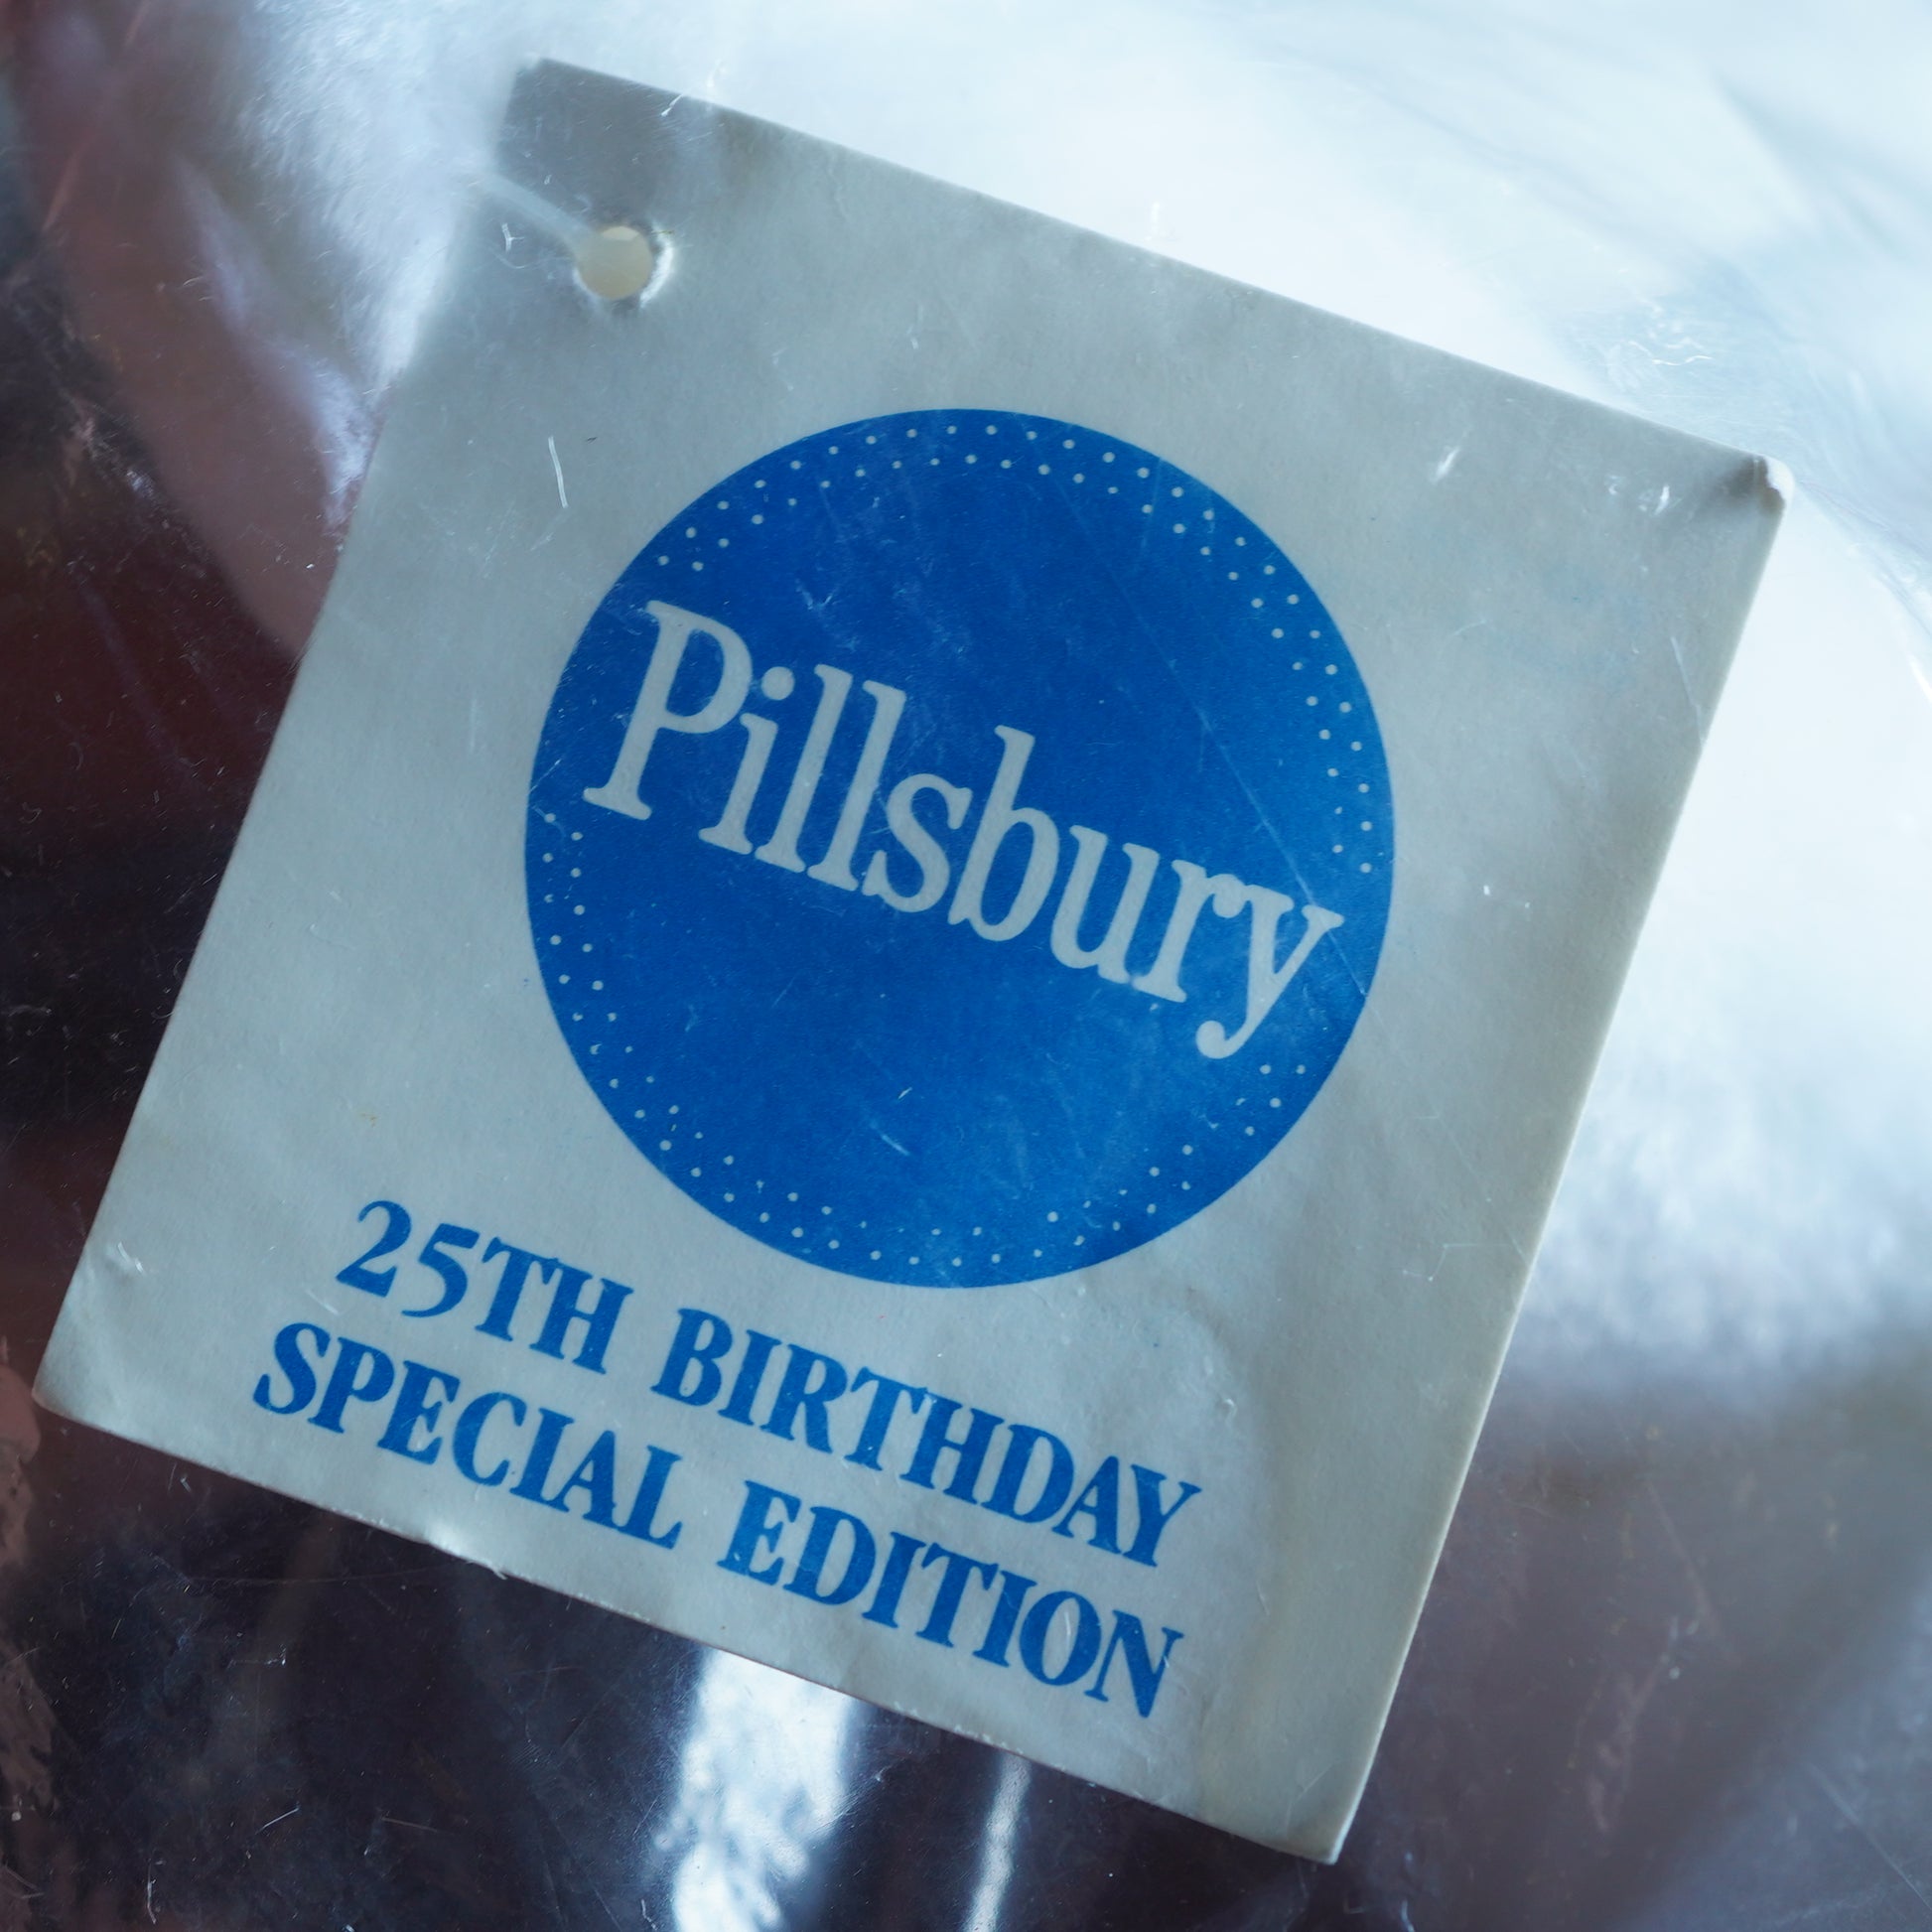 Pillsbury
25TH BIRTHDAY
SPECIAL EDITION